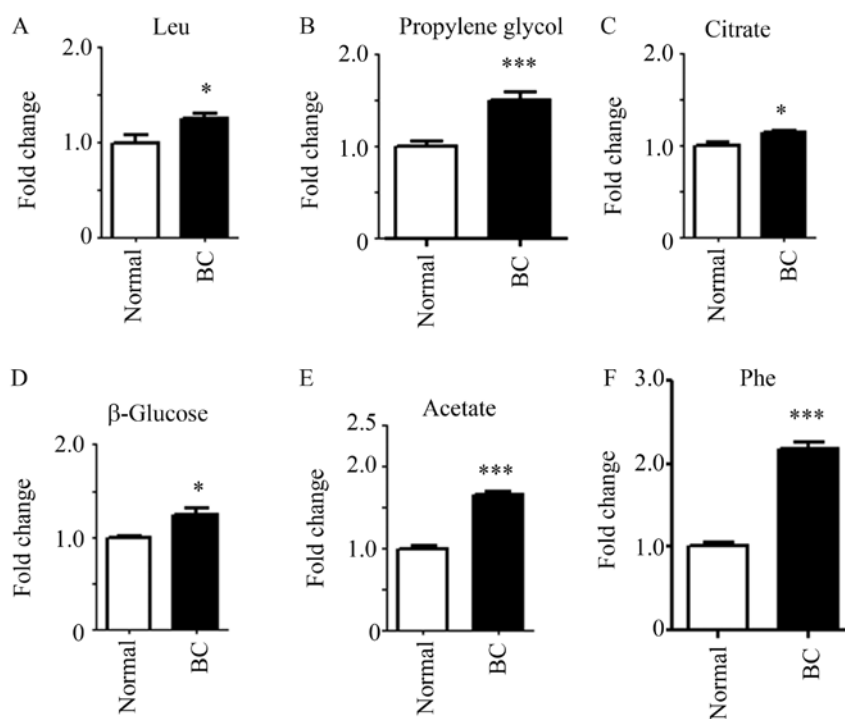 A
Leu
2.0
1.0
0
Fold change
*
Normal
BC
B
Propylene glycol
2.0
1.0
0
Fold change
***
Normal
BC
C
Citrate
2.0
1.0
0
Fold change
*
Normal
BC
D
β-Glucose
2.0
1.0
0
Fold change
*
Normal
BC
E
Acetate
2.5
2.0
1.0
0
Fold change
***
Normal
BC
F
Phe
3.0
2.0
1.0
0
Fold change
***
Normal
BC